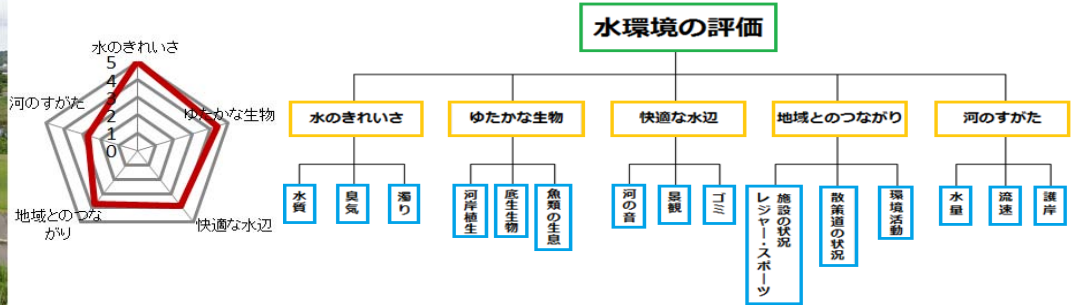 水のきれいさ
5
4
3
2
1
0
ゆたかな生物
快適な水辺
地域とのつな
がり
河のすがた
水環境の評価
水のきれいさ
ゆたかな生物
快適な水辺
地域とのつながり
河のすがた
水質
臭気
濁り
河岸植生
底生生物
魚類の生息
河の音
景観
ゴミ
施設の状況
レジャー・スポーツ
散策道の状況
環境活動
水量
流速
護岸